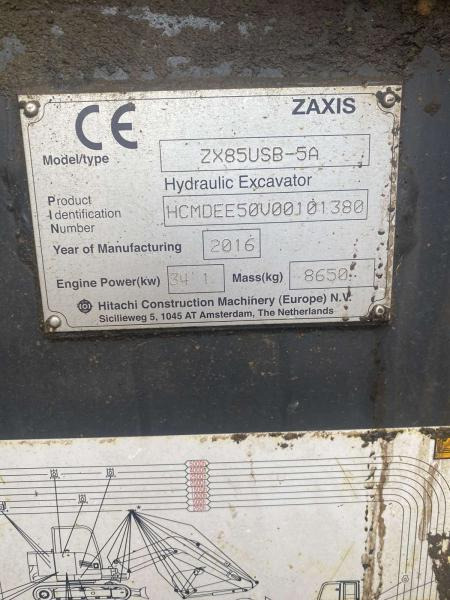 CE
ZAXIS
Model/type ZX85USB-5A
Hydraulic Excavator
Product
Identification HCMDEE50V00101380
Number
Year of Manufacturing 2016
Engine Power(kw) 34 1 Mass(kg) 8650
Hitachi Construction Machinery (Europe) N.V.
Sicilieweg 5, 1045 AT Amsterdam, The Netherlands